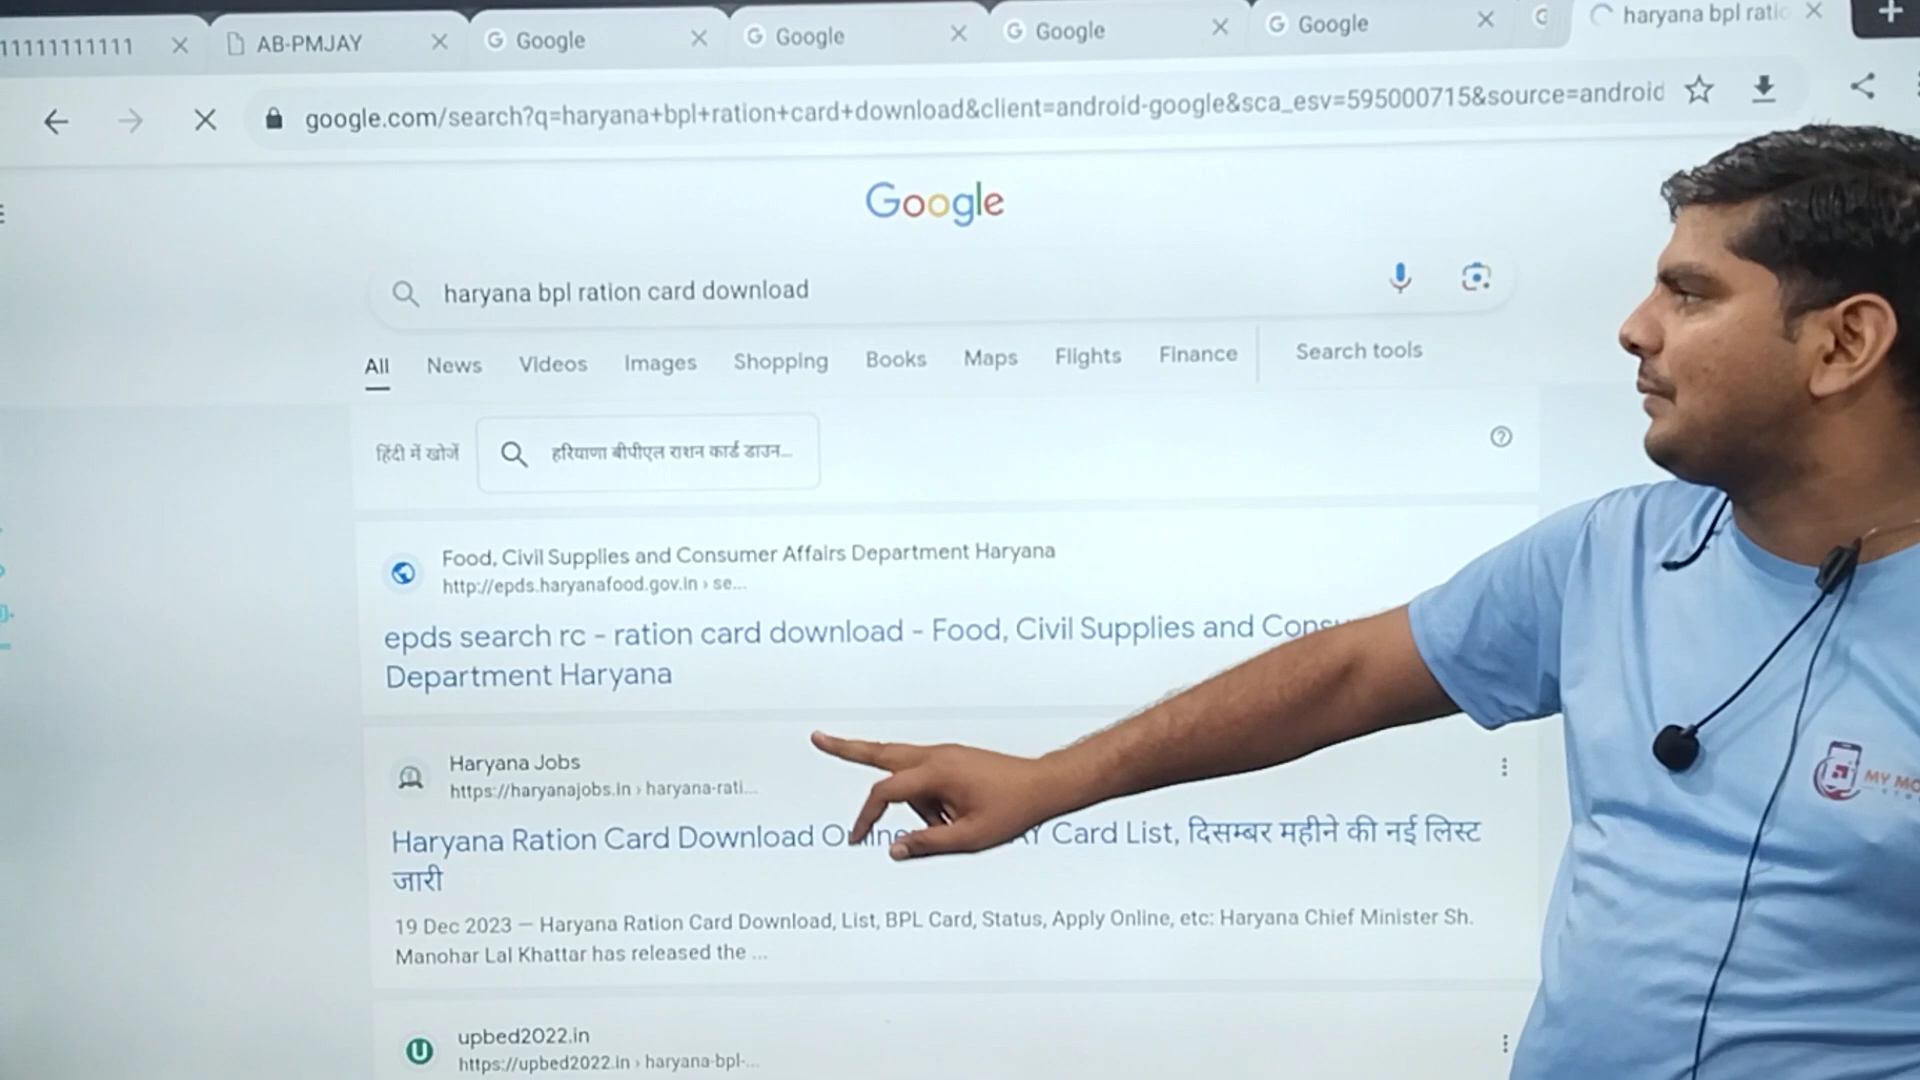 11111111111
AB-PMJAY
Google
Google
Google
Google
haryana bpl ratio
google.com/search?q=haryana+bpl+ration+card+download&client=android-google&sca_esv=595000715&source=android
Google
haryana bpl ration card download
All News Videos Images Shopping Books Maps Flights Finance Search tools
हिंदी में खोजें
हरियाणा बीपीएल राशन कार्ड डाउन...
Food, Civil Supplies and Consumer Affairs Department Haryana
http://epds.haryanafood.gov.in › se...
epds search rc - ration card download - Food, Civil Supplies and
Department Haryana
Haryana Jobs
https://haryanajobs.in › haryana-rati...
Haryana Ration Card Download Card List, दिसम्बर महीने की नई लिस्ट
जारी
19 Dec 2023 — Haryana Ration Card Download, List, BPL Card, Status, Apply Online, etc: Haryana Chief Minister Sh.
Manohar Lal Khattar has released the ...
upbed2022.in
https://upbed2022.in › haryana-bpl-...
MY